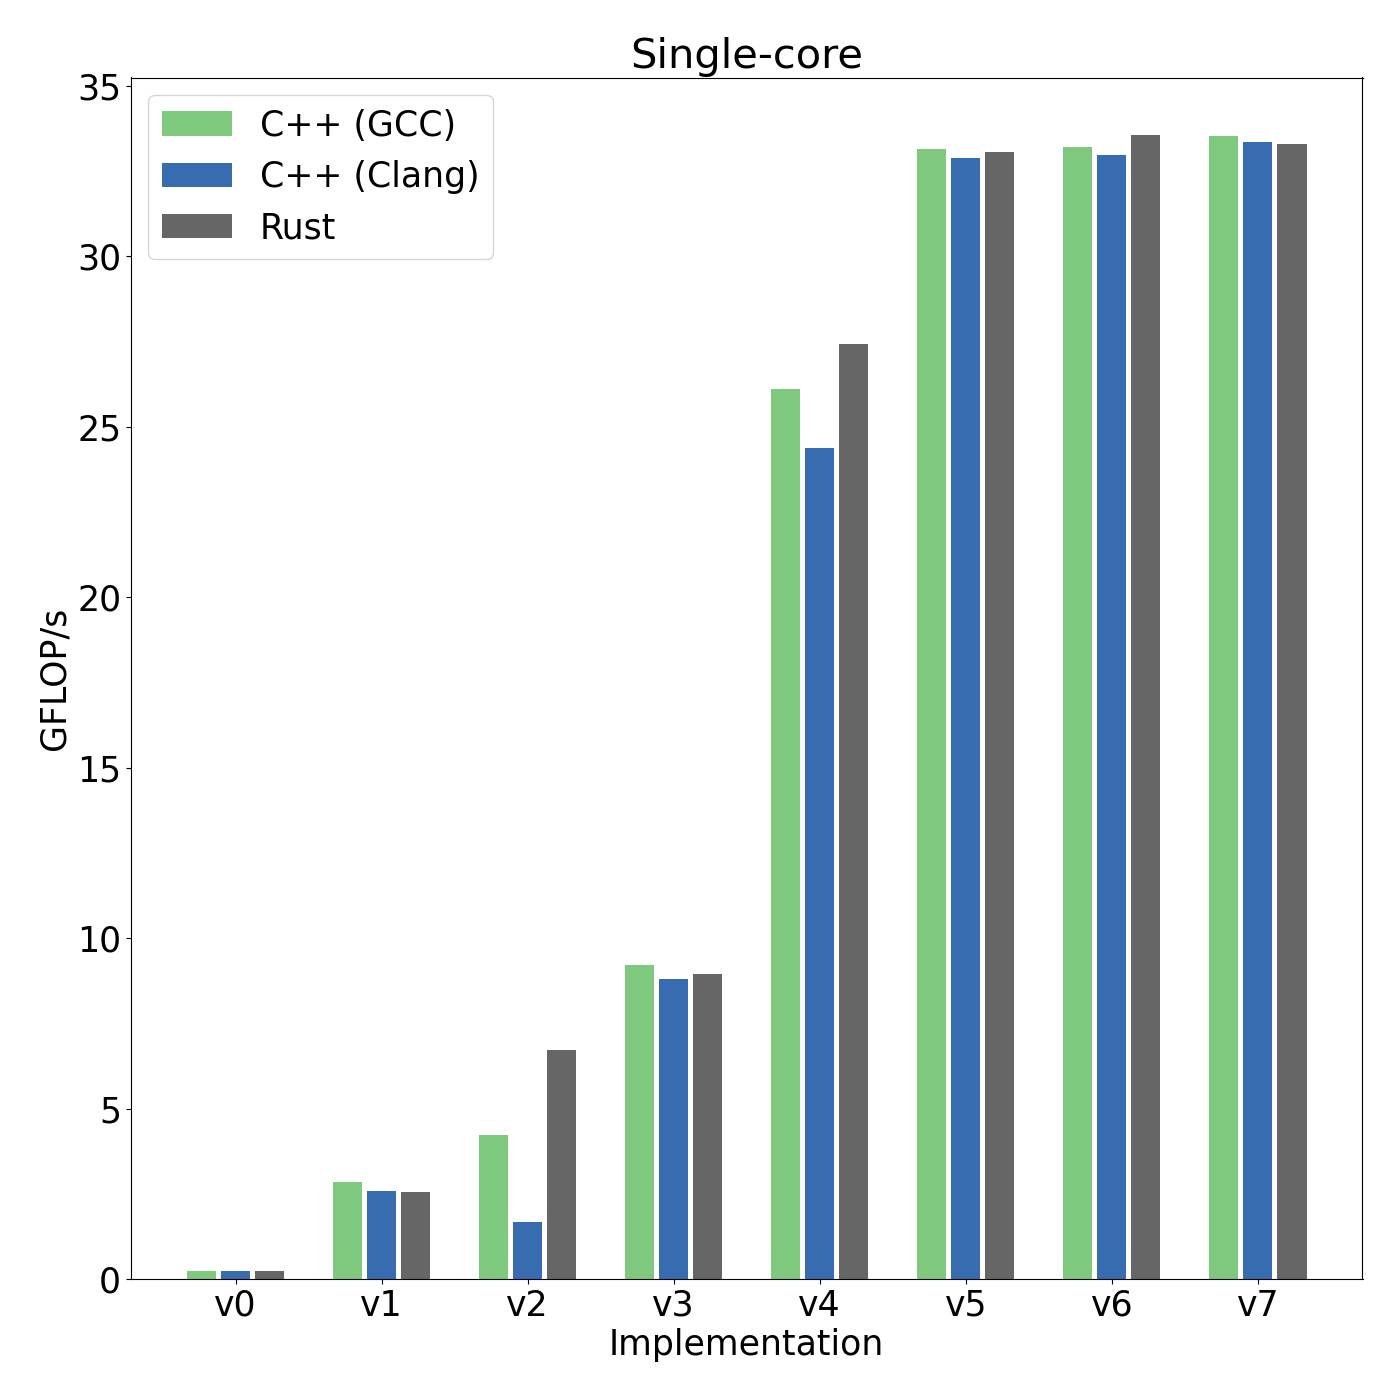 Single-core
C++ (GCC)
C++ (Clang)
Rust
GFLOP/s
35
30
25
20
15
10
5
0
v0 v1 v2 v3 v4 v5 v6 v7
Implementation